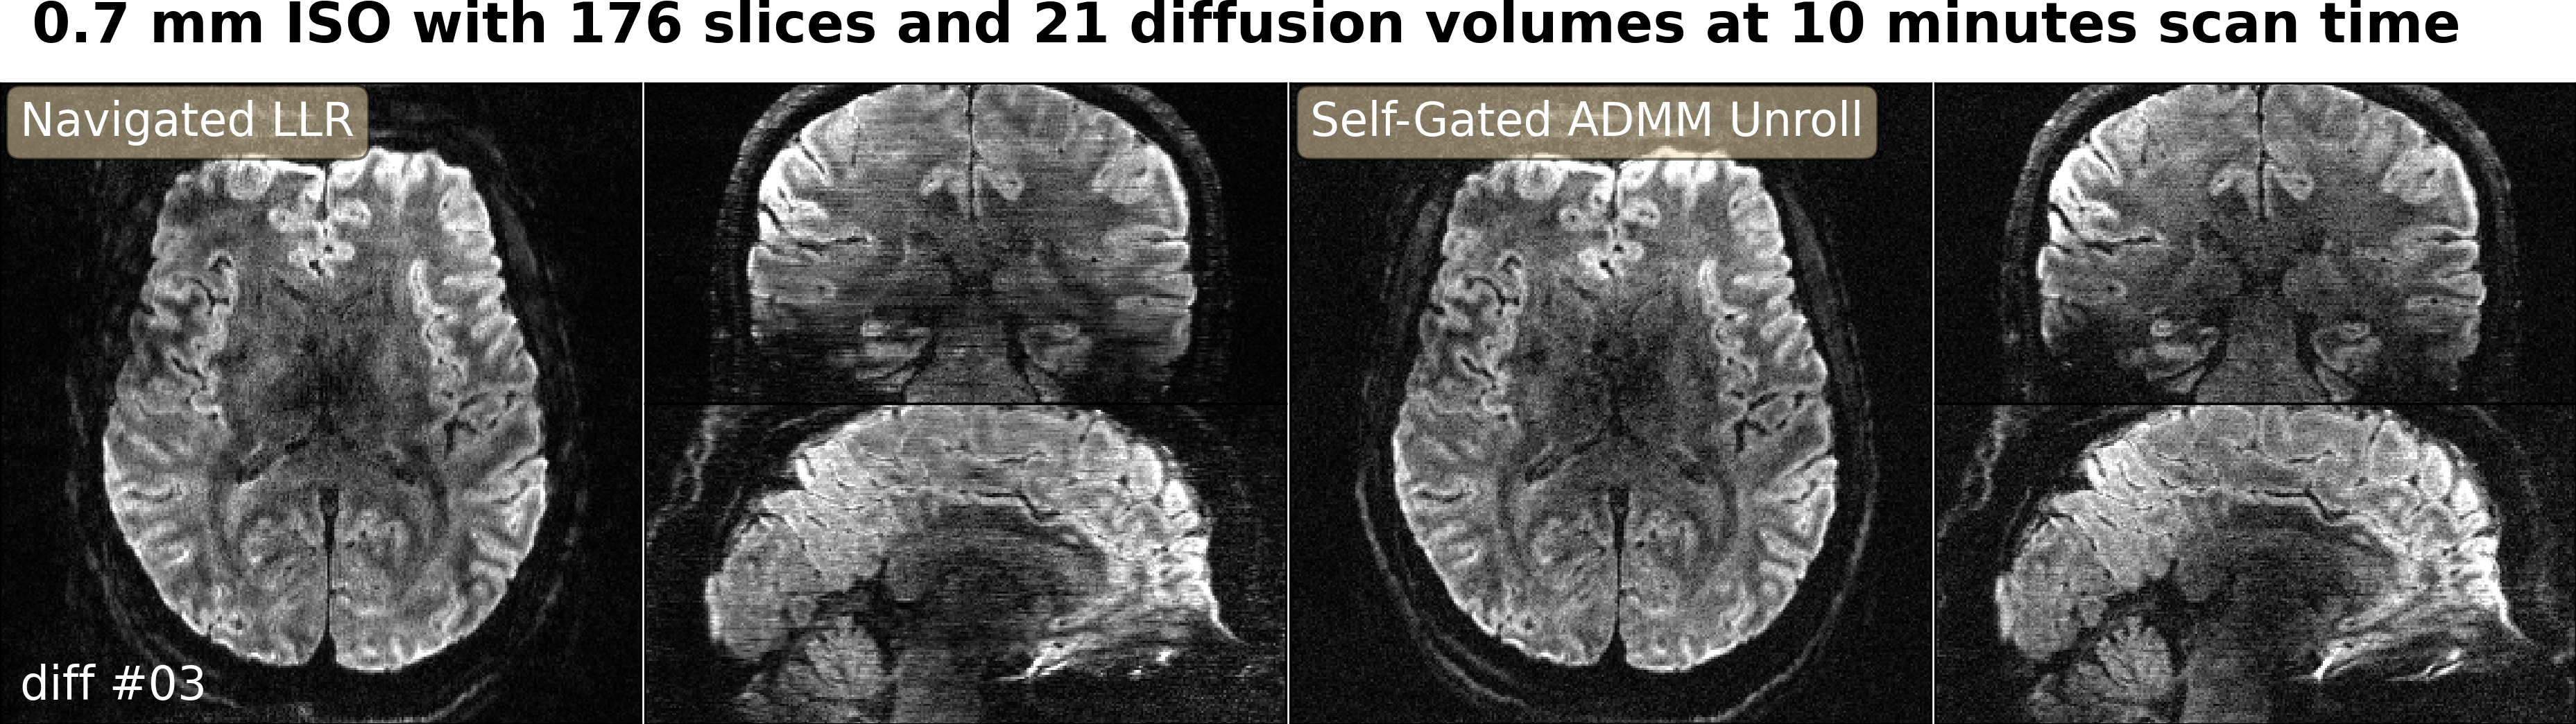 0.7 mm ISO with 176 slices and 21 diffusion volumes at 10 minutes scan time
Navigated LLR
Self-Gated ADMM Unroll
diff #03